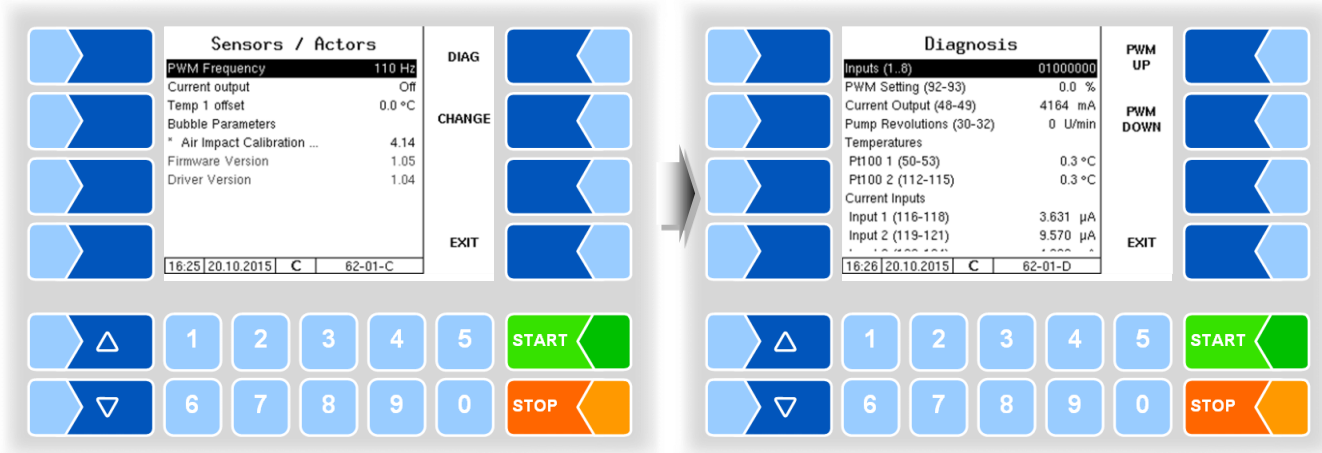 Sensors / Actors
PWM Frequency 110 Hz
Current output Off
Temp 1 offset 0.0 °C
Bubble Parameters
* Air Impact Calibration ... 4.14
Firmware Version 1.05
Driver Version 1.04
16:25 20.10.2015 C 62-01-C
DIAG
CHANGE
EXIT
1 2 3 4 5 START
6 7 8 9 0 STOP
Diagnosis
Inputs (1..8) 01000000
PWM Setting (92-93) 0.0 %
Current Output (48-49) 4164 mA
Pump Revolutions (30-32) 0 U/min
Temperatures
Pt100 1 (50-53) 0.3 °C
Pt100 2 (112-115) 0.3 °C
Current Inputs
Input 1 (116-118) 3.631 µA
Input 2 (119-121) 9.570 µA
16:26 20.10.2015 C 62-01-D
PWM
UP
PWM
DOWN
EXIT
1 2 3 4 5 START
6 7 8 9 0 STOP